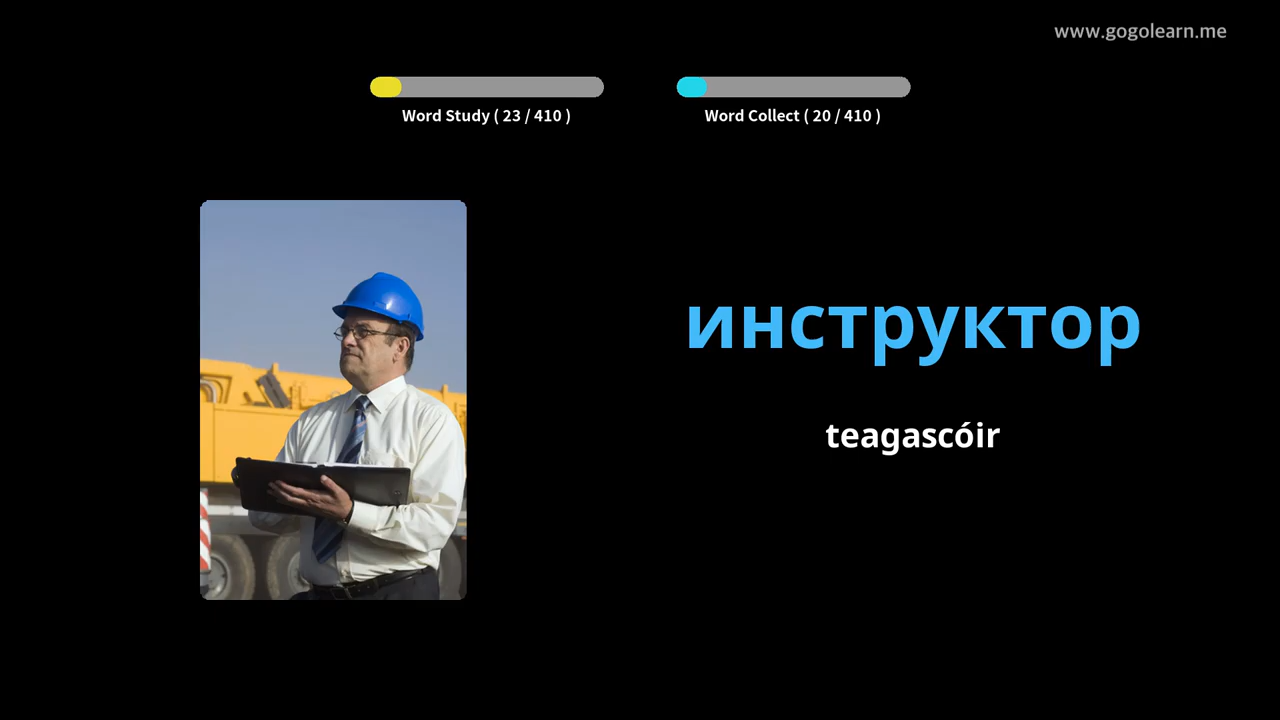 www.gogolearn.me
Word Study ( 23 / 410 )
Word Collect ( 20 / 410 )
инструктор
teagascóir